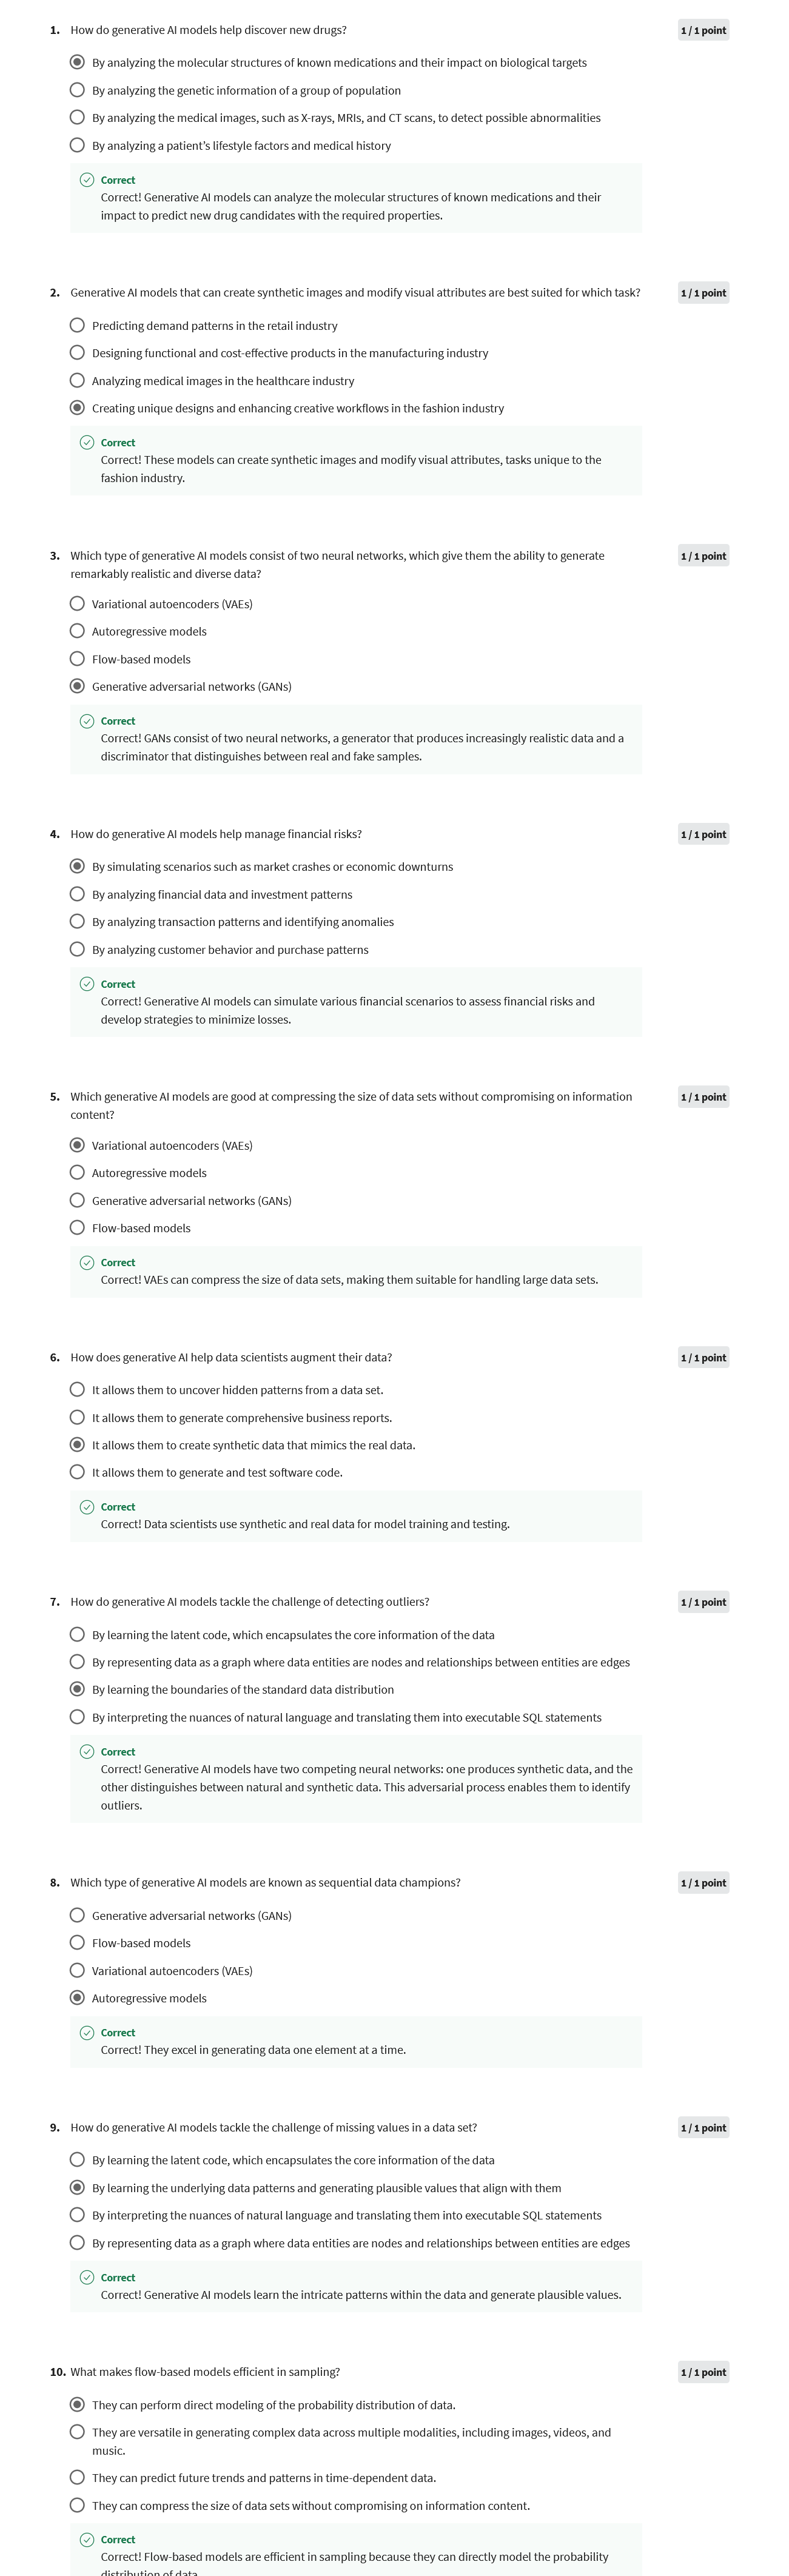 1. How do generative AI models help discover new drugs? 1 / 1 point
By analyzing the molecular structures of known medications and their impact on biological targets
By analyzing the genetic information of a group of population
By analyzing the medical images, such as X-rays, MRIs, and CT scans, to detect possible abnormalities
By analyzing a patient’s lifestyle factors and medical history
Correct
Correct! Generative AI models can analyze the molecular structures of known medications and their
impact to predict new drug candidates with the required properties.
2. Generative AI models that can create synthetic images and modify visual attributes are best suited for which task? 1 / 1 point
Predicting demand patterns in the retail industry
Designing functional and cost-effective products in the manufacturing industry
Analyzing medical images in the healthcare industry
Creating unique designs and enhancing creative workflows in the fashion industry
Correct
Correct! These models can create synthetic images and modify visual attributes, tasks unique to the
fashion industry.
3. Which type of generative AI models consist of two neural networks, which give them the ability to generate 1 / 1 point
remarkably realistic and diverse data?
Variational autoencoders (VAEs)
Autoregressive models
Flow-based models
Generative adversarial networks (GANs)
Correct
Correct! GANs consist of two neural networks, a generator that produces increasingly realistic data and a
discriminator that distinguishes between real and fake samples.
4. How do generative AI models help manage financial risks? 1 / 1 point
By simulating scenarios such as market crashes or economic downturns
By analyzing financial data and investment patterns
By analyzing transaction patterns and identifying anomalies
By analyzing customer behavior and purchase patterns
Correct
Correct! Generative AI models can simulate various financial scenarios to assess financial risks and
develop strategies to minimize losses.
5. Which generative AI models are good at compressing the size of data sets without compromising on information 1 / 1 point
content?
Variational autoencoders (VAEs)
Autoregressive models
Generative adversarial networks (GANs)
Flow-based models
Correct
Correct! VAEs can compress the size of data sets, making them suitable for handling large data sets.
6. How does generative AI help data scientists augment their data? 1 / 1 point
It allows them to uncover hidden patterns from a data set.
It allows them to generate comprehensive business reports.
It allows them to create synthetic data that mimics the real data.
It allows them to generate and test software code.
Correct
Correct! Data scientists use synthetic and real data for model training and testing.
7. How do generative AI models tackle the challenge of detecting outliers? 1 / 1 point
By learning the latent code, which encapsulates the core information of the data
By representing data as a graph where data entities are nodes and relationships between entities are edges
By learning the boundaries of the standard data distribution
By interpreting the nuances of natural language and translating them into executable SQL statements
Correct
Correct! Generative AI models have two competing neural networks: one produces synthetic data, and the
other distinguishes between natural and synthetic data. This adversarial process enables them to identify
outliers.
8. Which type of generative AI models are known as sequential data champions? 1 / 1 point
Generative adversarial networks (GANs)
Flow-based models
Variational autoencoders (VAEs)
Autoregressive models
Correct
Correct! They excel in generating data one element at a time.
9. How do generative AI models tackle the challenge of missing values in a data set? 1 / 1 point
By learning the latent code, which encapsulates the core information of the data
By learning the underlying data patterns and generating plausible values that align with them
By interpreting the nuances of natural language and translating them into executable SQL statements
By representing data as a graph where data entities are nodes and relationships between entities are edges
Correct
Correct! Generative AI models learn the intricate patterns within the data and generate plausible values.
10. What makes flow-based models efficient in sampling? 1 / 1 point
They can perform direct modeling of the probability distribution of data.
They are versatile in generating complex data across multiple modalities, including images, videos, and
music.
They can predict future trends and patterns in time-dependent data.
They can compress the size of data sets without compromising on information content.
Correct
Correct! Flow-based models are efficient in sampling because they can directly model the probability
distribution of data.